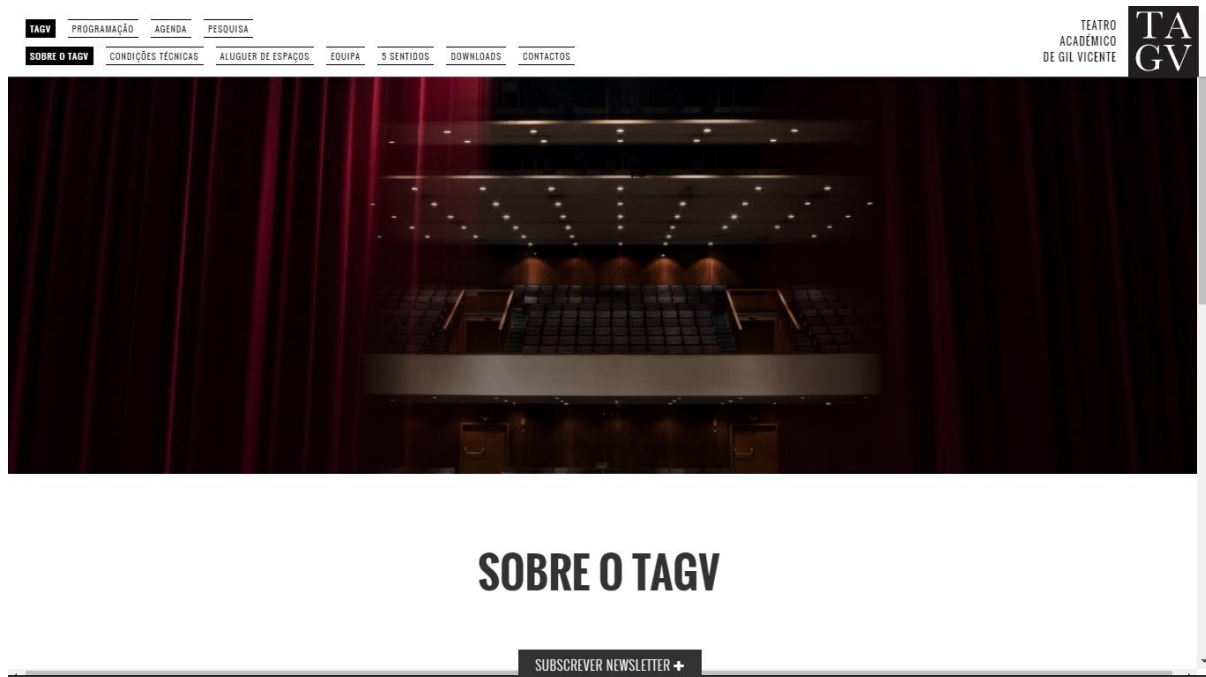 TAGV PROGRAMAÇÃO AGENDA PESQUISA
SOBRE O TAGV CONDIÇÕES TÉCNICAS ALUGUER DE ESPAÇOS EQUIPA 5 SENTIDOS DOWNLOADS CONTACTOS
TEATRO
ACADÉMICO
DE GIL VICENTE
TA
GV
SOBRE O TAGV
SUBSCREVER NEWSLETTER +